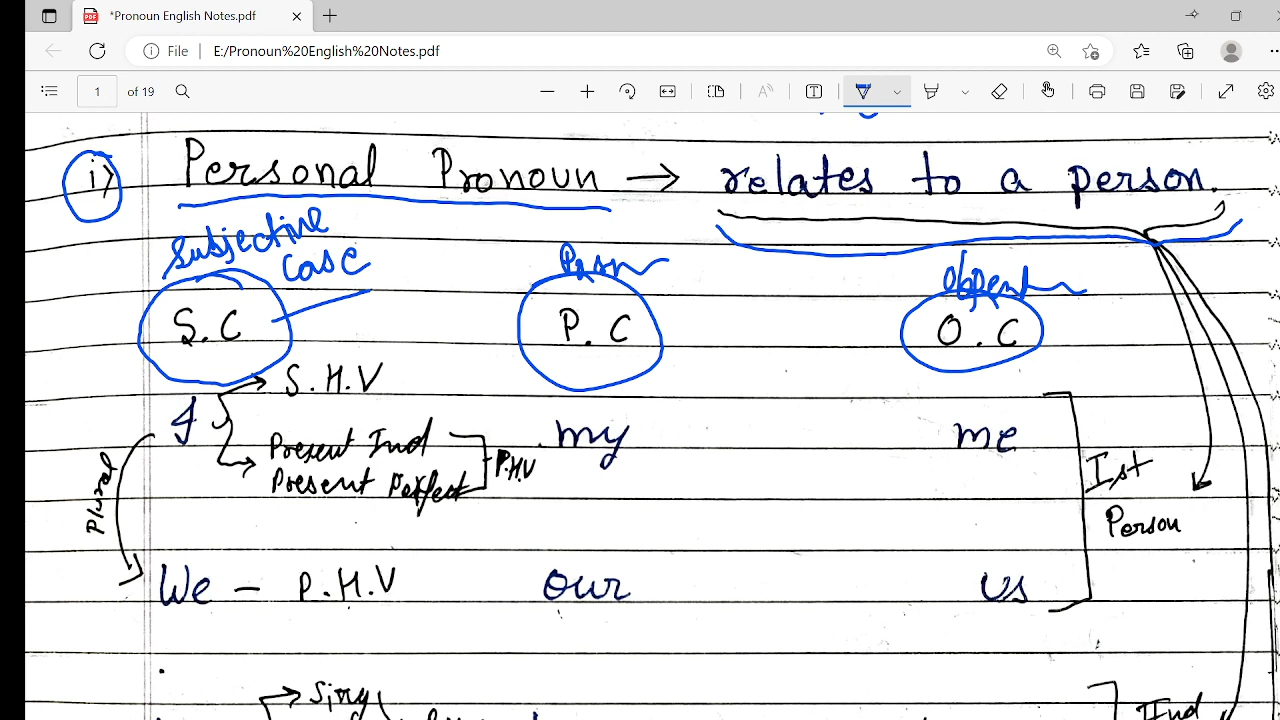 *Pronoun English Notes.pdf
File | E:/Pronoun%20English%20Notes.pdf
1 of 19
i) Personal Pronoun → relates to a person.
Subjective
Case
S.C P.C O.C
S.H.V
I my me
Present Ind
Present Perfect
P.H.V
Plural
Ist
Person
We - P.H.V our us
Sing
IInd